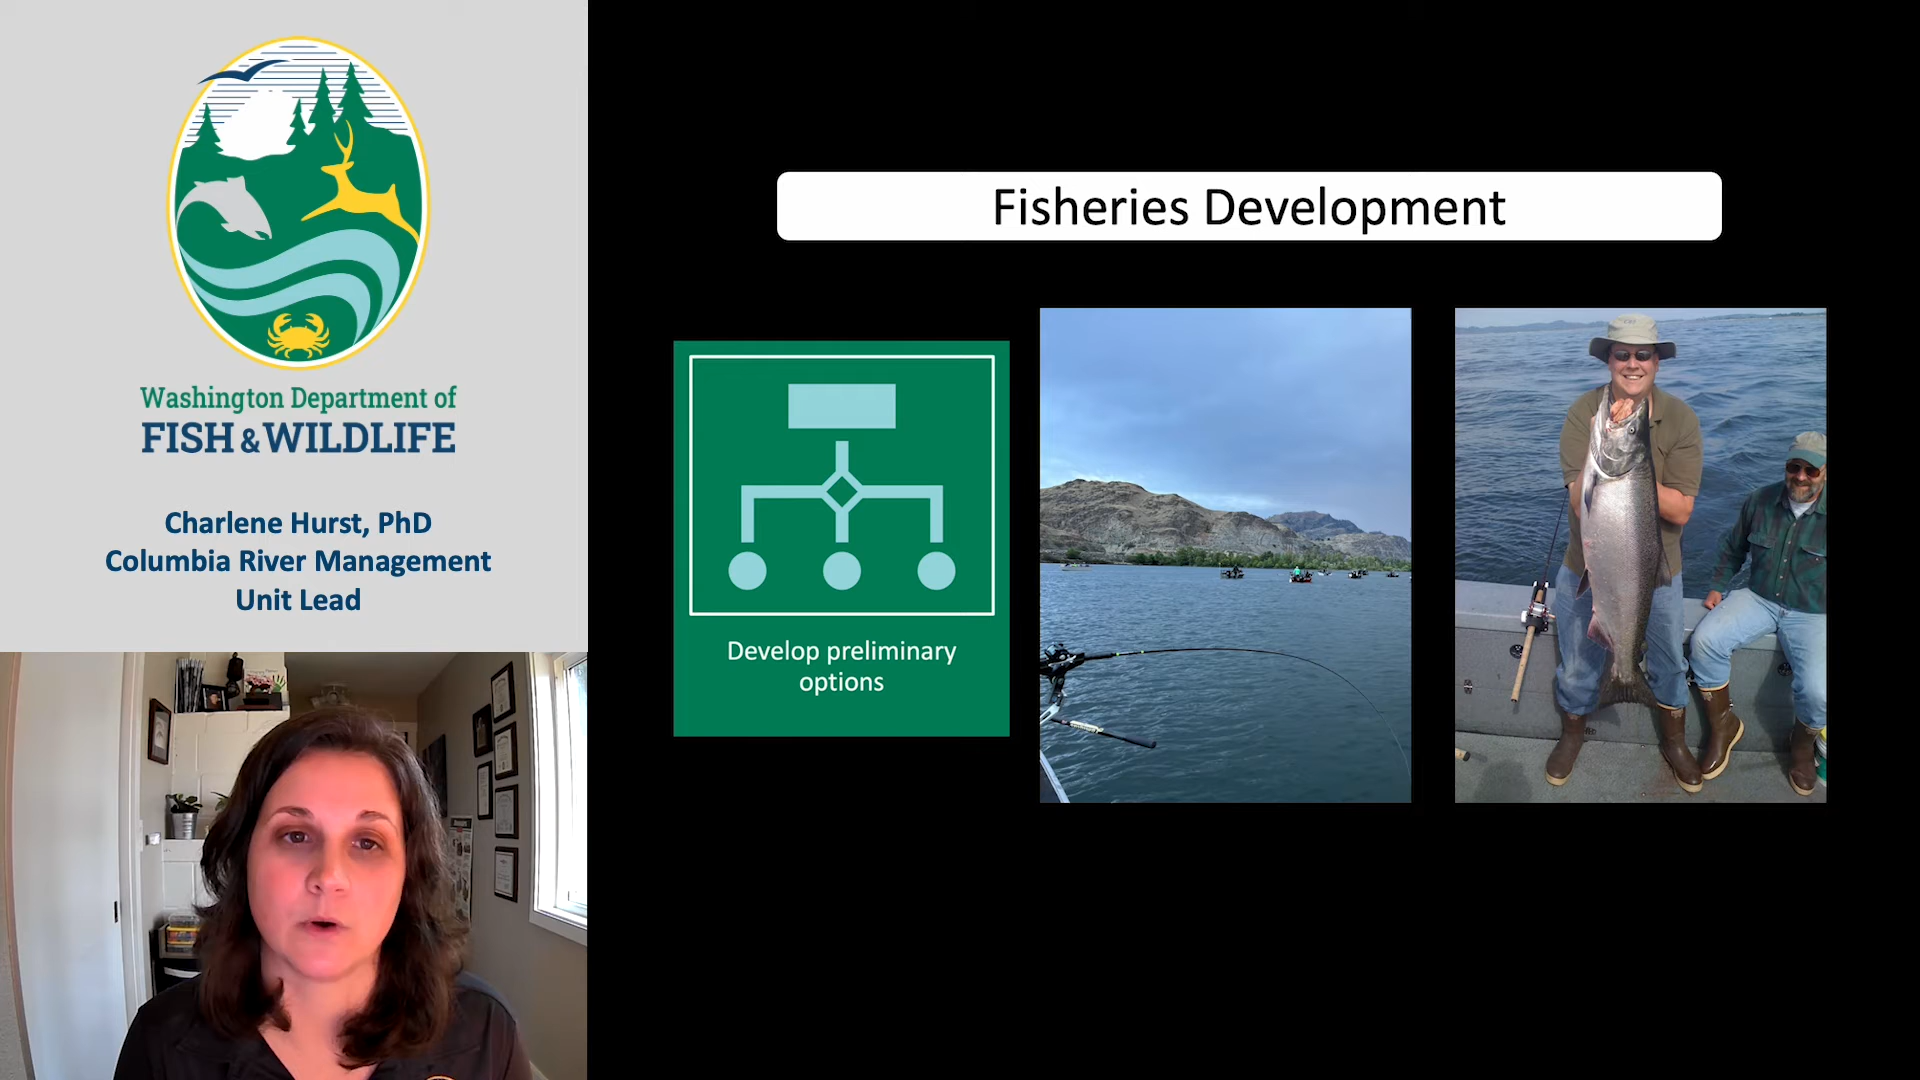 Washington Department of
FISH & WILDLIFE
Charlene Hurst, PhD
Columbia River Management
Unit Lead
Fisheries Development
Develop preliminary
options